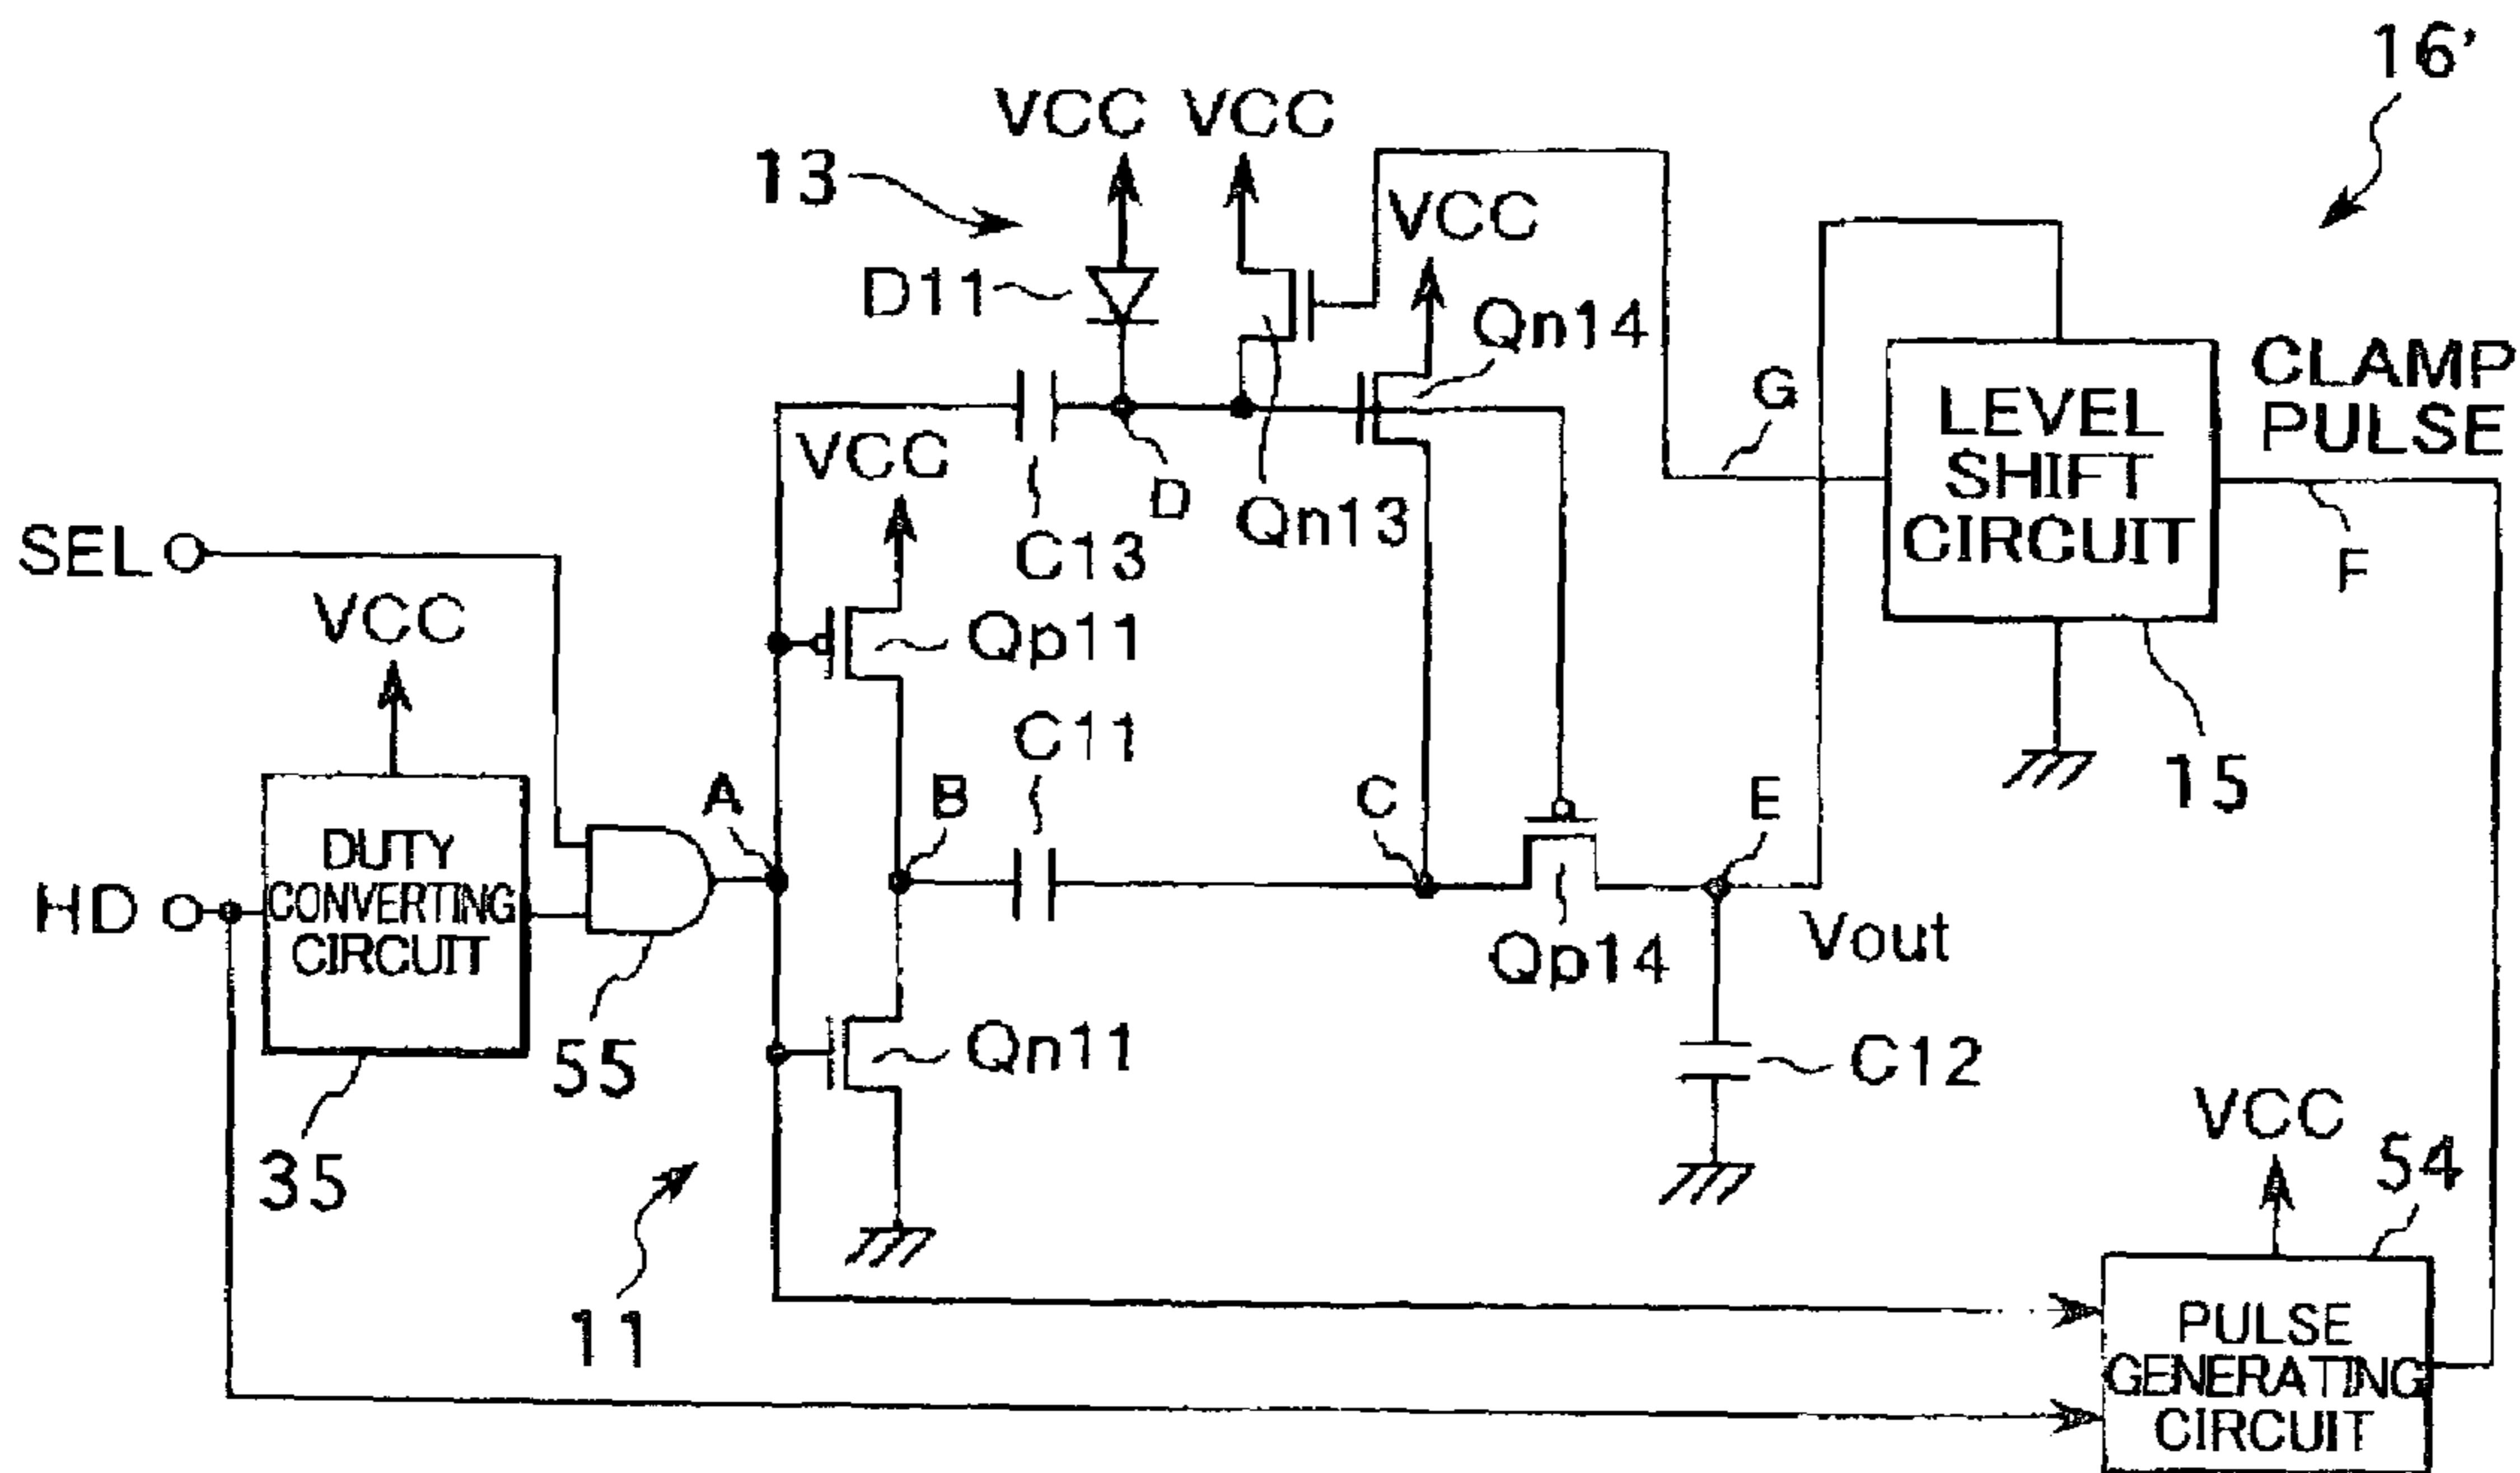 16'
VCC VCC
13
VCC
D11
Qn14
CLAMP
PULSE
G
LEVEL
SHIFT
CIRCUIT
VCC
D
Qn13
C13
F
SEL
VCC
Qp11
C11
15
A
B
C
E
DUTY
CONVERTING
CIRCUIT
HD
Vout
Qp14
55
Qn11
C12
35
VCC
54
11
PULSE
GENERATING
CIRCUIT